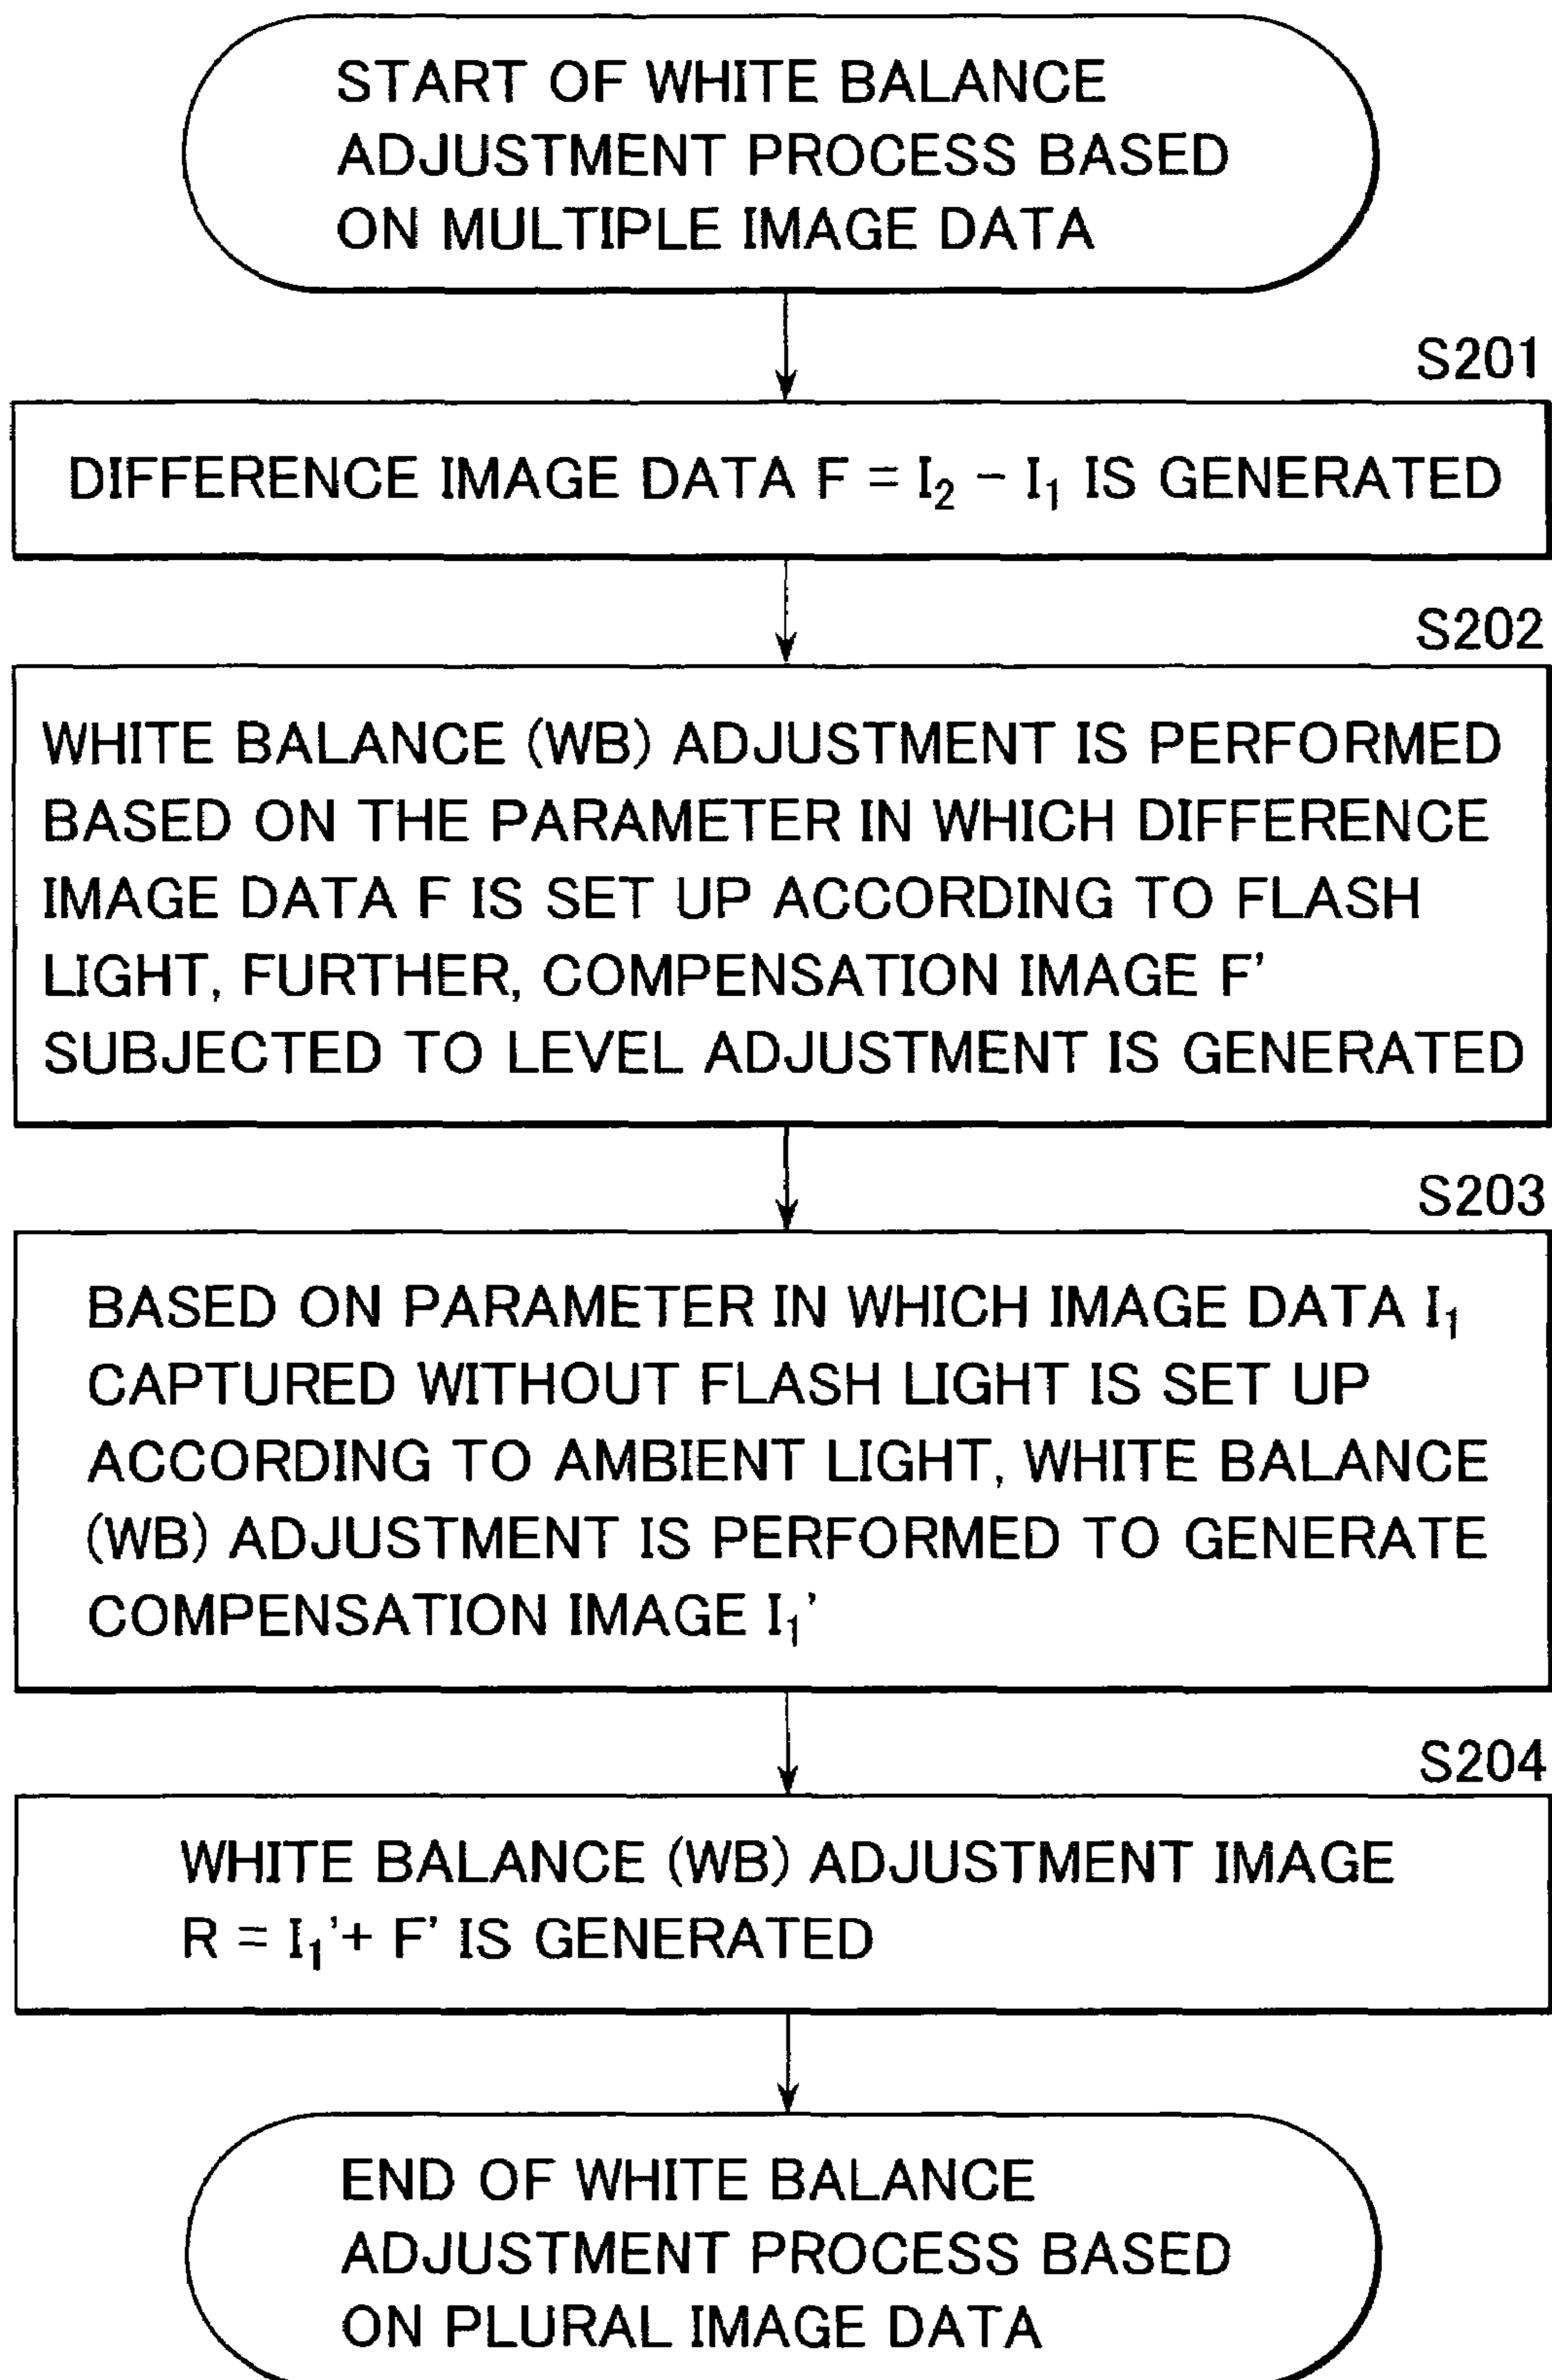 START OF WHITE BALANCE
ADJUSTMENT PROCESS BASED
ON MULTIPLE IMAGE DATA
S201
DIFFERENCE IMAGE DATA F = I₂ − I₁ IS GENERATED
S202
WHITE BALANCE (WB) ADJUSTMENT IS PERFORMED
BASED ON THE PARAMETER IN WHICH DIFFERENCE
IMAGE DATA F IS SET UP ACCORDING TO FLASH
LIGHT, FURTHER, COMPENSATION IMAGE F'
SUBJECTED TO LEVEL ADJUSTMENT IS GENERATED
S203
BASED ON PARAMETER IN WHICH IMAGE DATA I₁
CAPTURED WITHOUT FLASH LIGHT IS SET UP
ACCORDING TO AMBIENT LIGHT, WHITE BALANCE
(WB) ADJUSTMENT IS PERFORMED TO GENERATE
COMPENSATION IMAGE I₁'
S204
WHITE BALANCE (WB) ADJUSTMENT IMAGE
R = I₁'+ F' IS GENERATED
END OF WHITE BALANCE
ADJUSTMENT PROCESS BASED
ON PLURAL IMAGE DATA